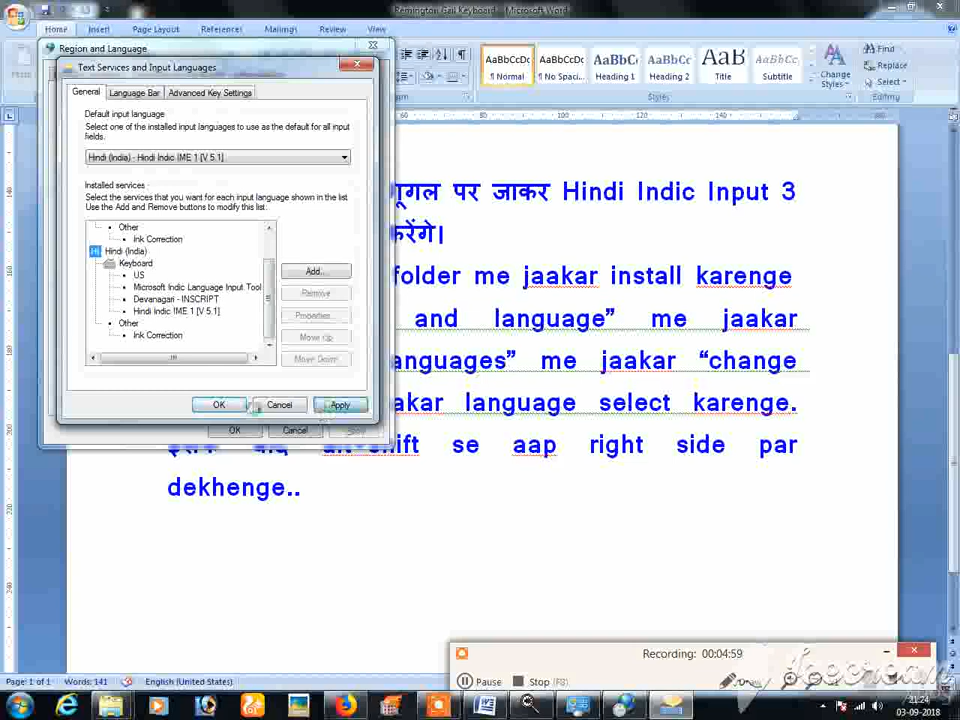 Remington Gail Keyboard - Microsoft Word
Home Insert Page Layout References Mailings Review View
Region and Language
Text Services and Input Languages
General Language Bar Advanced Key Settings
Default input language
Select one of the installed input languages to use as the default for all input
fields.
Hindi (India) - Hindi Indic IME 1 [V 5.1]
Installed services
Select the services that you want for each input language shown in the list
Use the Add and Remove buttons to modify this list:
Other
Ink Correction
Hindi (India)
Keyboard
US
Microsoft Indic Language Input Tool
Devanagari - INSCRIPT
Hindi Indic IME 1 [V 5.1]
Other
Ink Correction
Add...
Remove
Properties...
Move Up
Move Down
OK Cancel Apply
OK Cancel
AaBbCcDc AaBbCcDc AaBbCc AaBbCc AaB AaBbCcL
¶ Normal ¶ No Spaci... Heading 1 Heading 2 Title Subtitle
Change
Styles
Styles
Find
Replace
Select
Editing
60 80 100 120 140 160
गूगल पर जाकर Hindi Indic Input 3
करेंगे।
folder me jaakar install karenge
and language” me jaakar
anguages” me jaakar “change
akar language select karenge.
shift se aap right side par
dekhenge..
Recording: 00:04:59
Pause Stop (F8)
Page: 1 of 1 Words: 141 English (United States)
21:24
03-09-2018